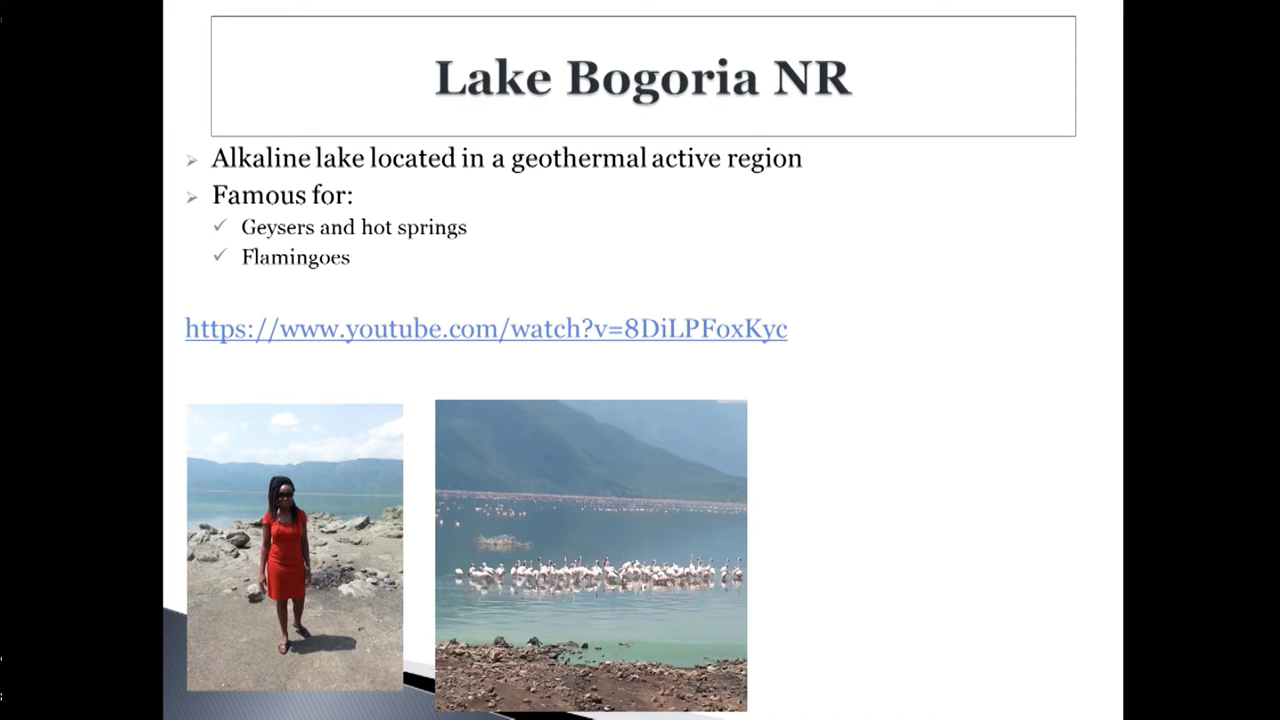 Lake Bogoria NR
Alkaline lake located in a geothermal active region
Famous for:
Geysers and hot springs
Flamingoes
https://www.youtube.com/watch?v=8DiLPFoxKyc